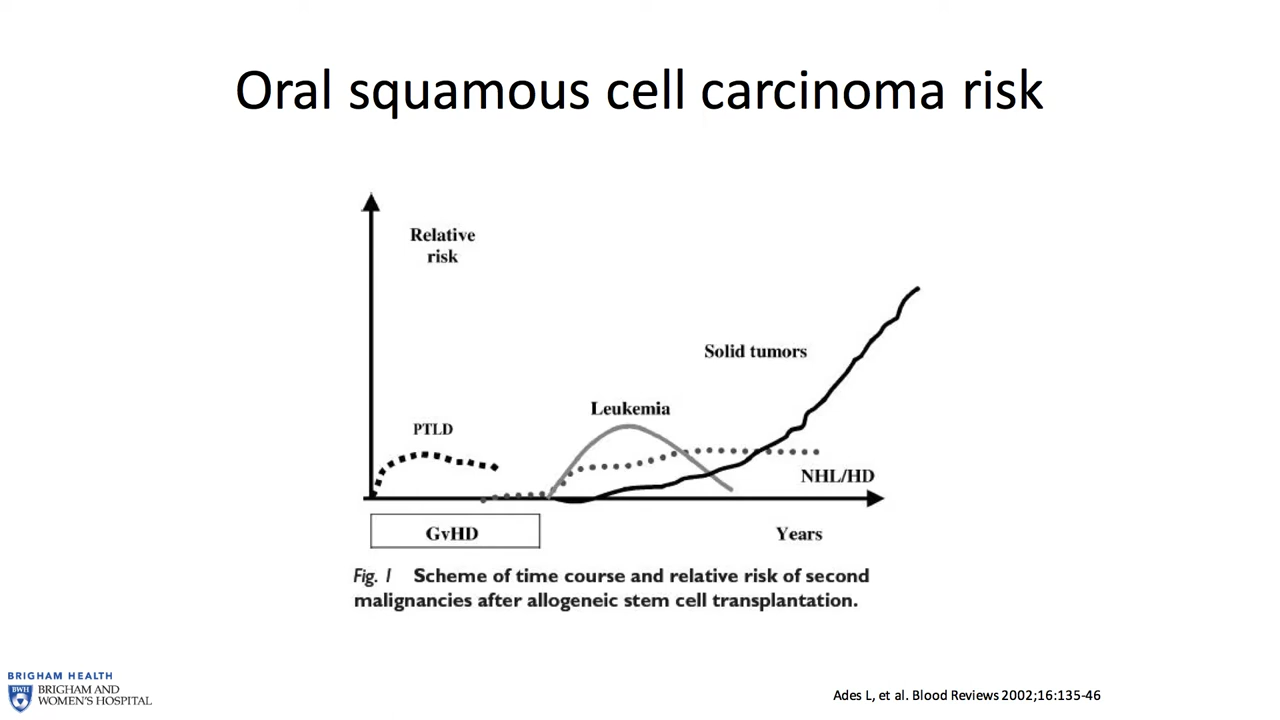 Oral squamous cell carcinoma risk
Relative
risk
Solid tumors
Leukemia
PTLD
NHL/HD
GvHD
Years
Fig. 1 Scheme of time course and relative risk of second
malignancies after allogeneic stem cell transplantation.
BRIGHAM HEALTH
BWH
BRIGHAM AND
WOMEN'S HOSPITAL
Ades L, et al. Blood Reviews 2002;16:135-46